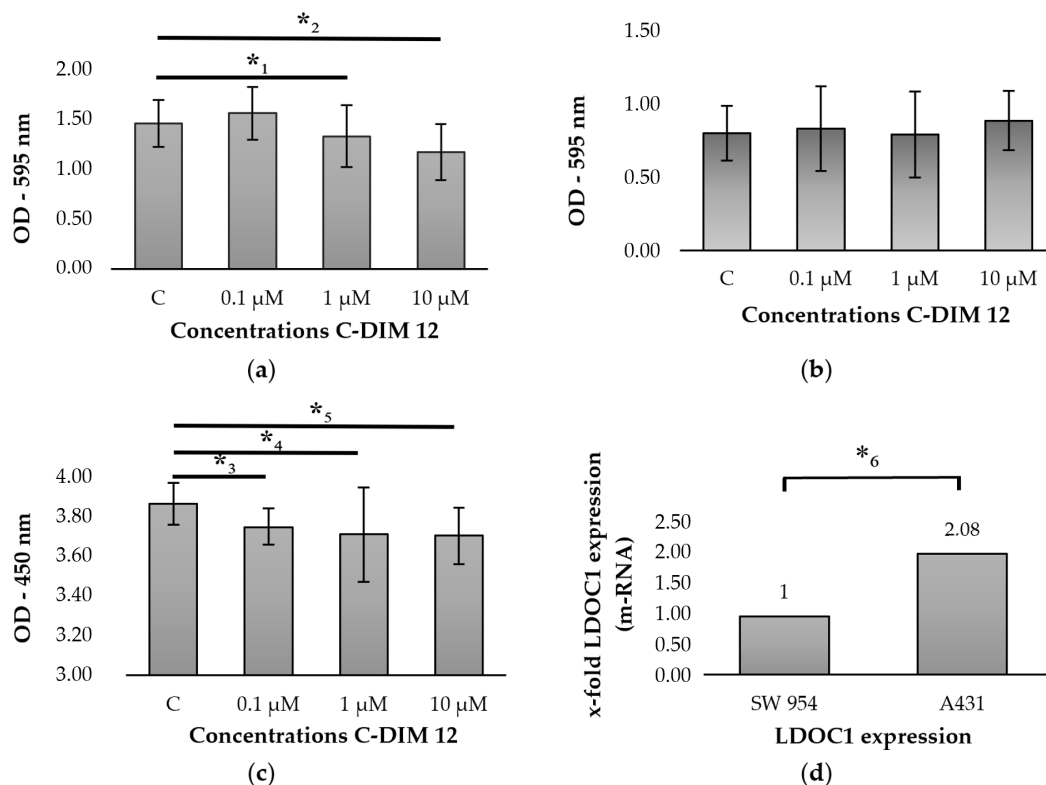 *2
*1
2.00
1.50
1.00
0.50
0.00
OD - 595 nm
C 0.1 µM 1 µM 10 µM
Concentrations C-DIM 12
(a)
1.50
1.00
0.50
0.00
OD - 595 nm
C 0.1 µM 1 µM 10 µM
Concentrations C-DIM 12
(b)
*5
*4
*3
4.00
3.80
3.60
3.40
3.20
3.00
OD - 450 nm
C 0.1 µM 1 µM 10 µM
Concentrations C-DIM 12
(c)
*6
x-fold LDOC1 expression
(m-RNA)
2.50
2.00
1.50
1.00
0.50
0.00
1
2.08
SW 954 A431
LDOC1 expression
(d)